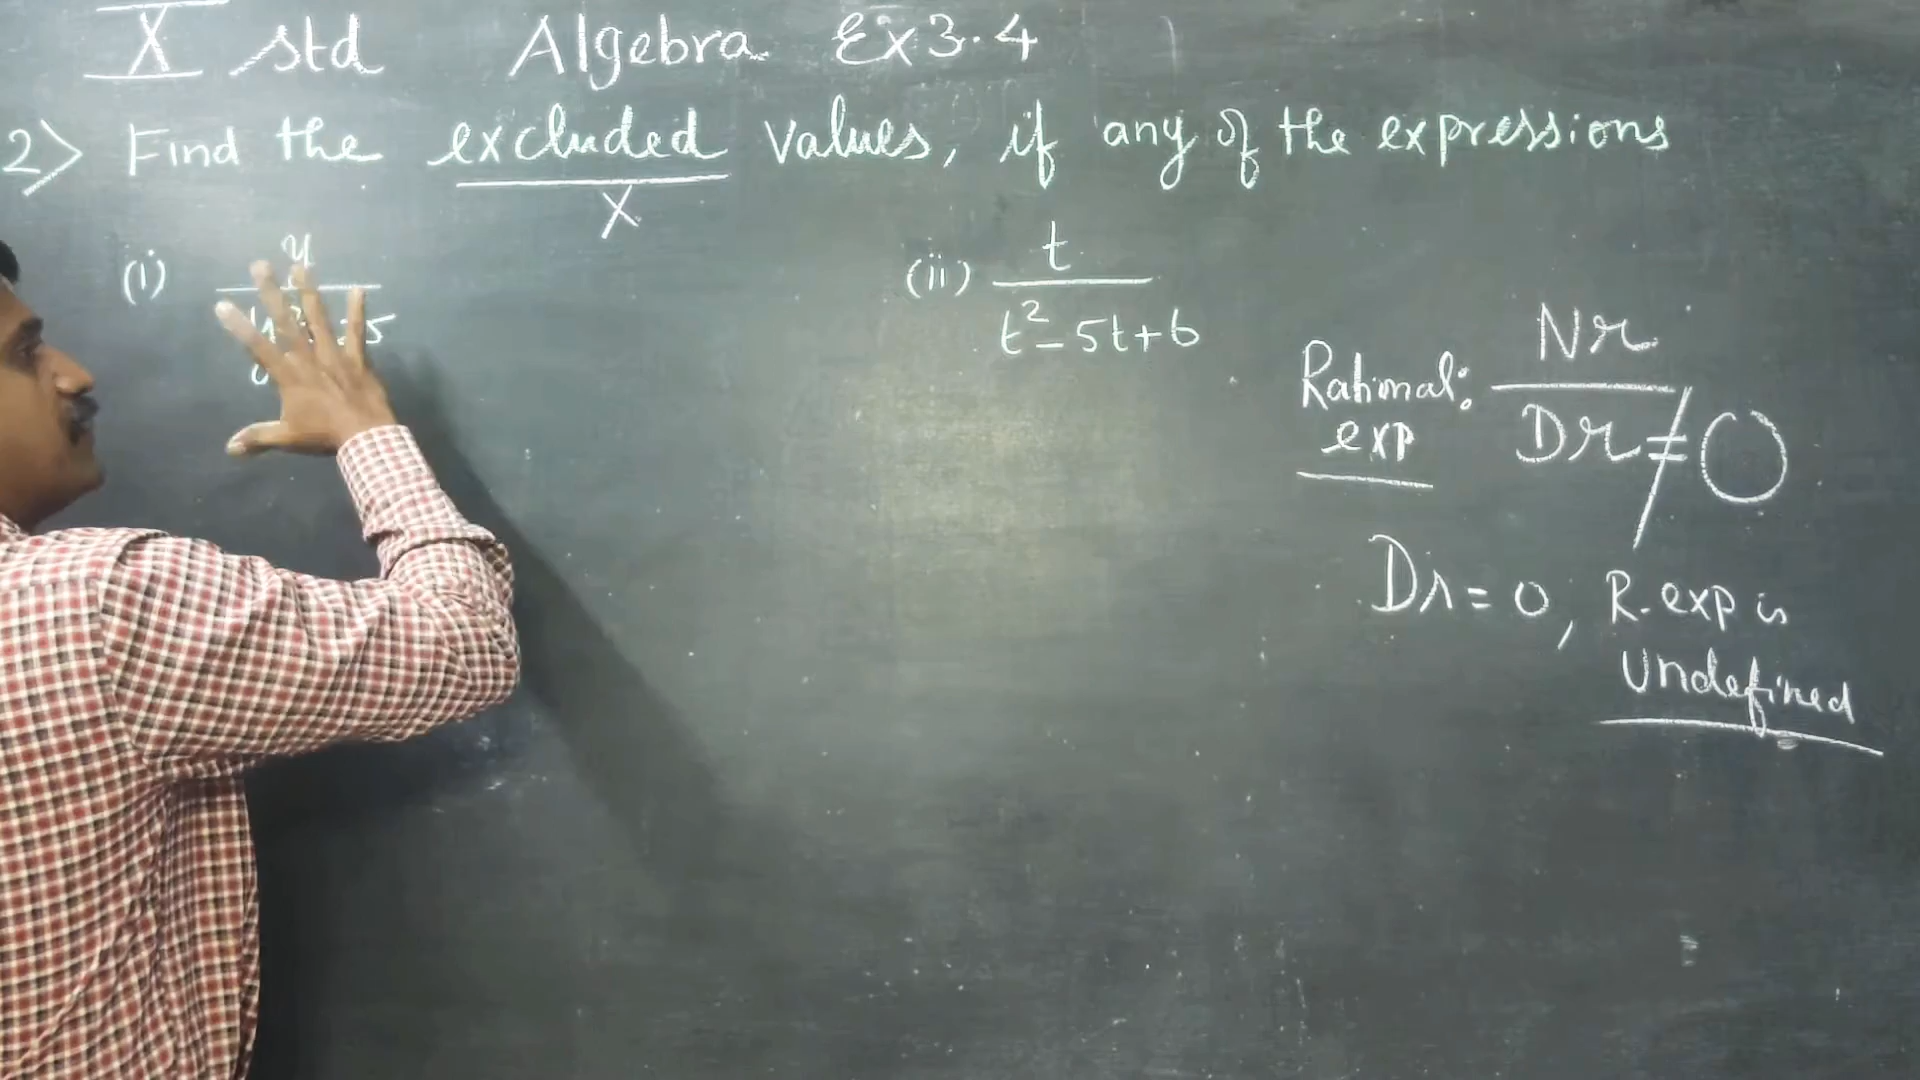 X std Algebra Ex 3.4
2) Find the excluded values, if any of the expressions
X
(i) y
(ii) t / t² - 5t + 6
Rational exp : Nr / Dr ≠ 0
Dr = 0, R. exp is
undefined